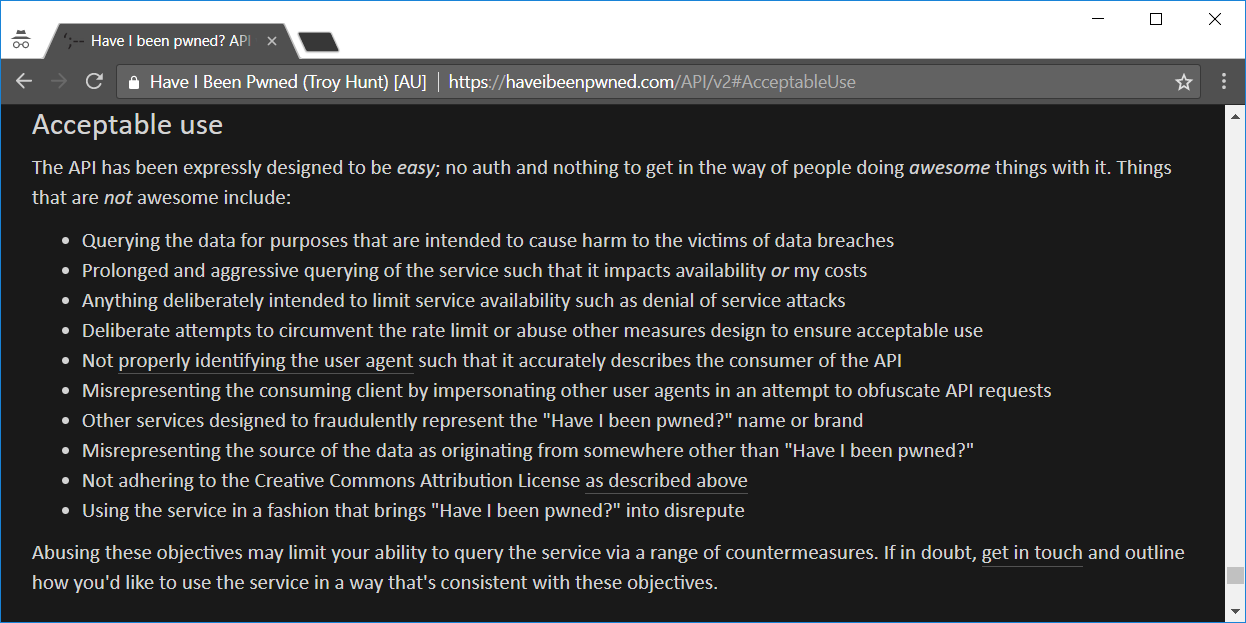 ';-- Have I been pwned? API
Have I Been Pwned (Troy Hunt) [AU] | https://haveibeenpwned.com/API/v2#AcceptableUse
Acceptable use
The API has been expressly designed to be easy; no auth and nothing to get in the way of people doing awesome things with it. Things
that are not awesome include:
• Querying the data for purposes that are intended to cause harm to the victims of data breaches
• Prolonged and aggressive querying of the service such that it impacts availability or my costs
• Anything deliberately intended to limit service availability such as denial of service attacks
• Deliberate attempts to circumvent the rate limit or abuse other measures design to ensure acceptable use
• Not properly identifying the user agent such that it accurately describes the consumer of the API
• Misrepresenting the consuming client by impersonating other user agents in an attempt to obfuscate API requests
• Other services designed to fraudulently represent the "Have I been pwned?" name or brand
• Misrepresenting the source of the data as originating from somewhere other than "Have I been pwned?"
• Not adhering to the Creative Commons Attribution License as described above
• Using the service in a fashion that brings "Have I been pwned?" into disrepute
Abusing these objectives may limit your ability to query the service via a range of countermeasures. If in doubt, get in touch and outline
how you'd like to use the service in a way that's consistent with these objectives.